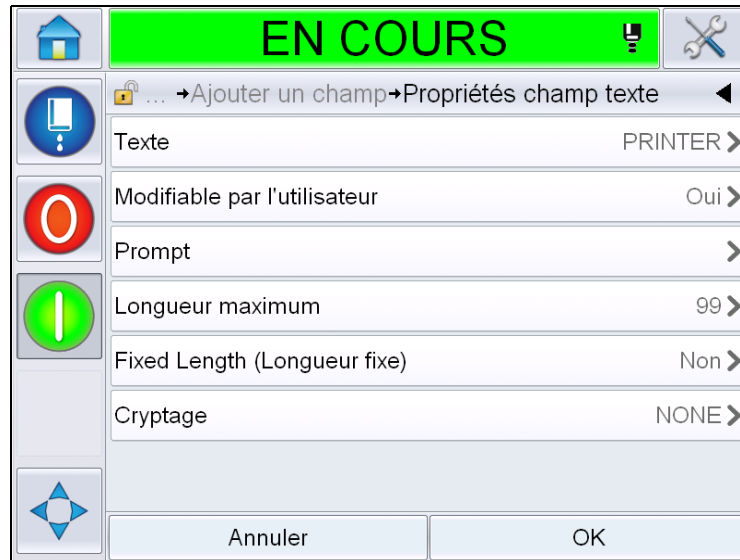 EN COURS
... →Ajouter un champ→Propriétés champ texte
Texte PRINTER
Modifiable par l'utilisateur Oui
Prompt
Longueur maximum 99
Fixed Length (Longueur fixe) Non
Cryptage NONE
Annuler OK